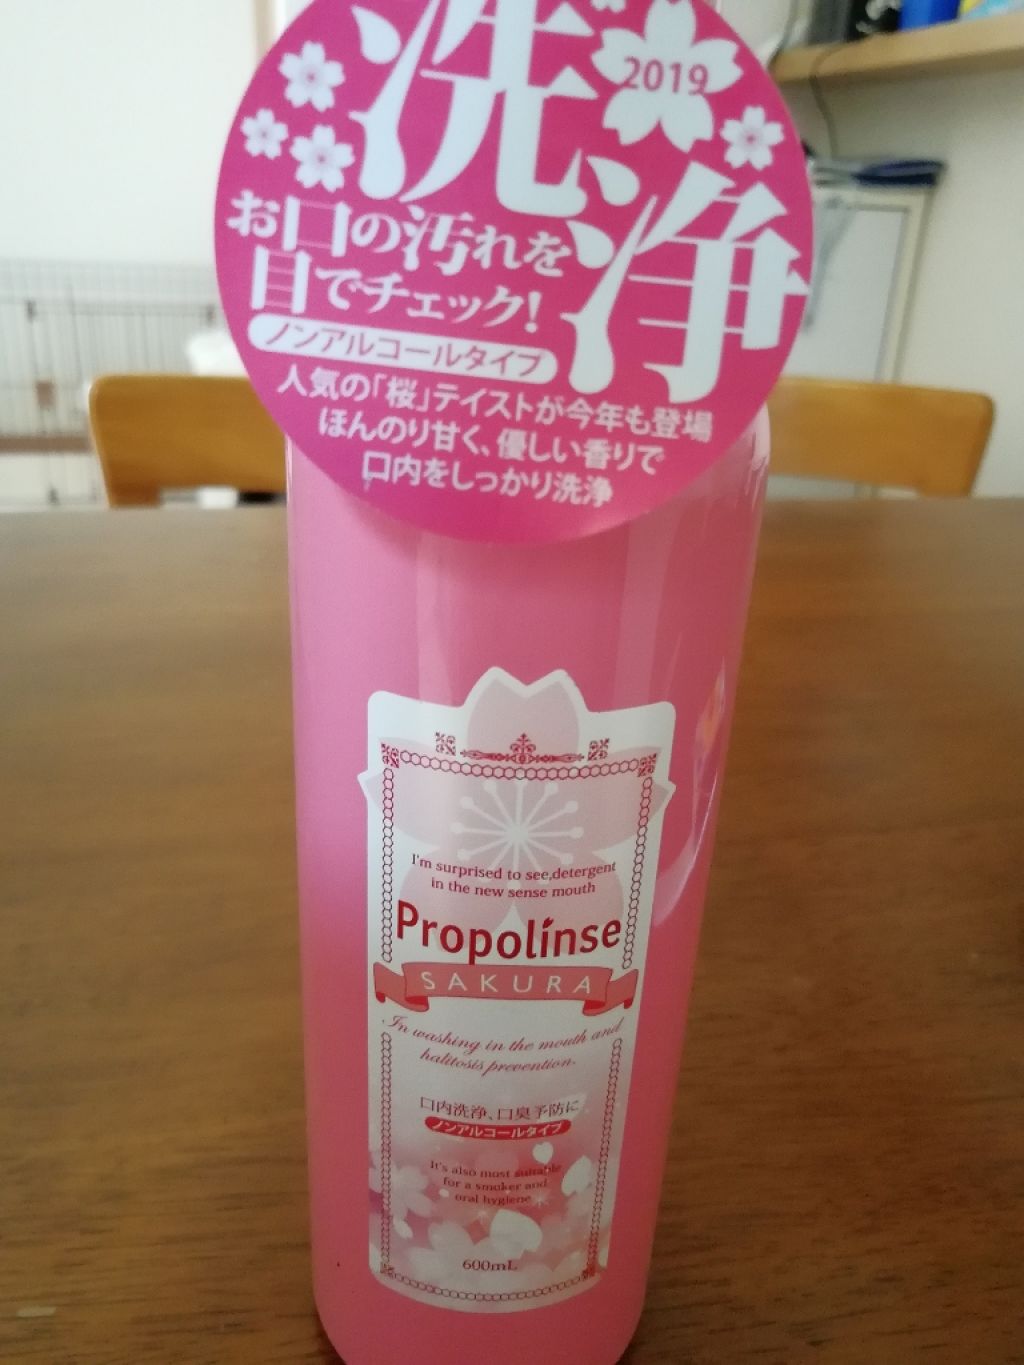 洗浄
2019
お口の汚れを
目でチェック!
ノンアルコールタイプ
人気の「桜」テイストが今年も登場
ほんのり甘く、優しい香りで
口内をしっかり洗浄
I'm surprised to see,detergent
in the new sense mouth
Propolinse
SAKURA
In washing in the mouth and
halitosis prevention.
口内洗浄、口臭予防に
ノンアルコールタイプ
It's also most suitable
for a smoker and
oral hygiene
600mL